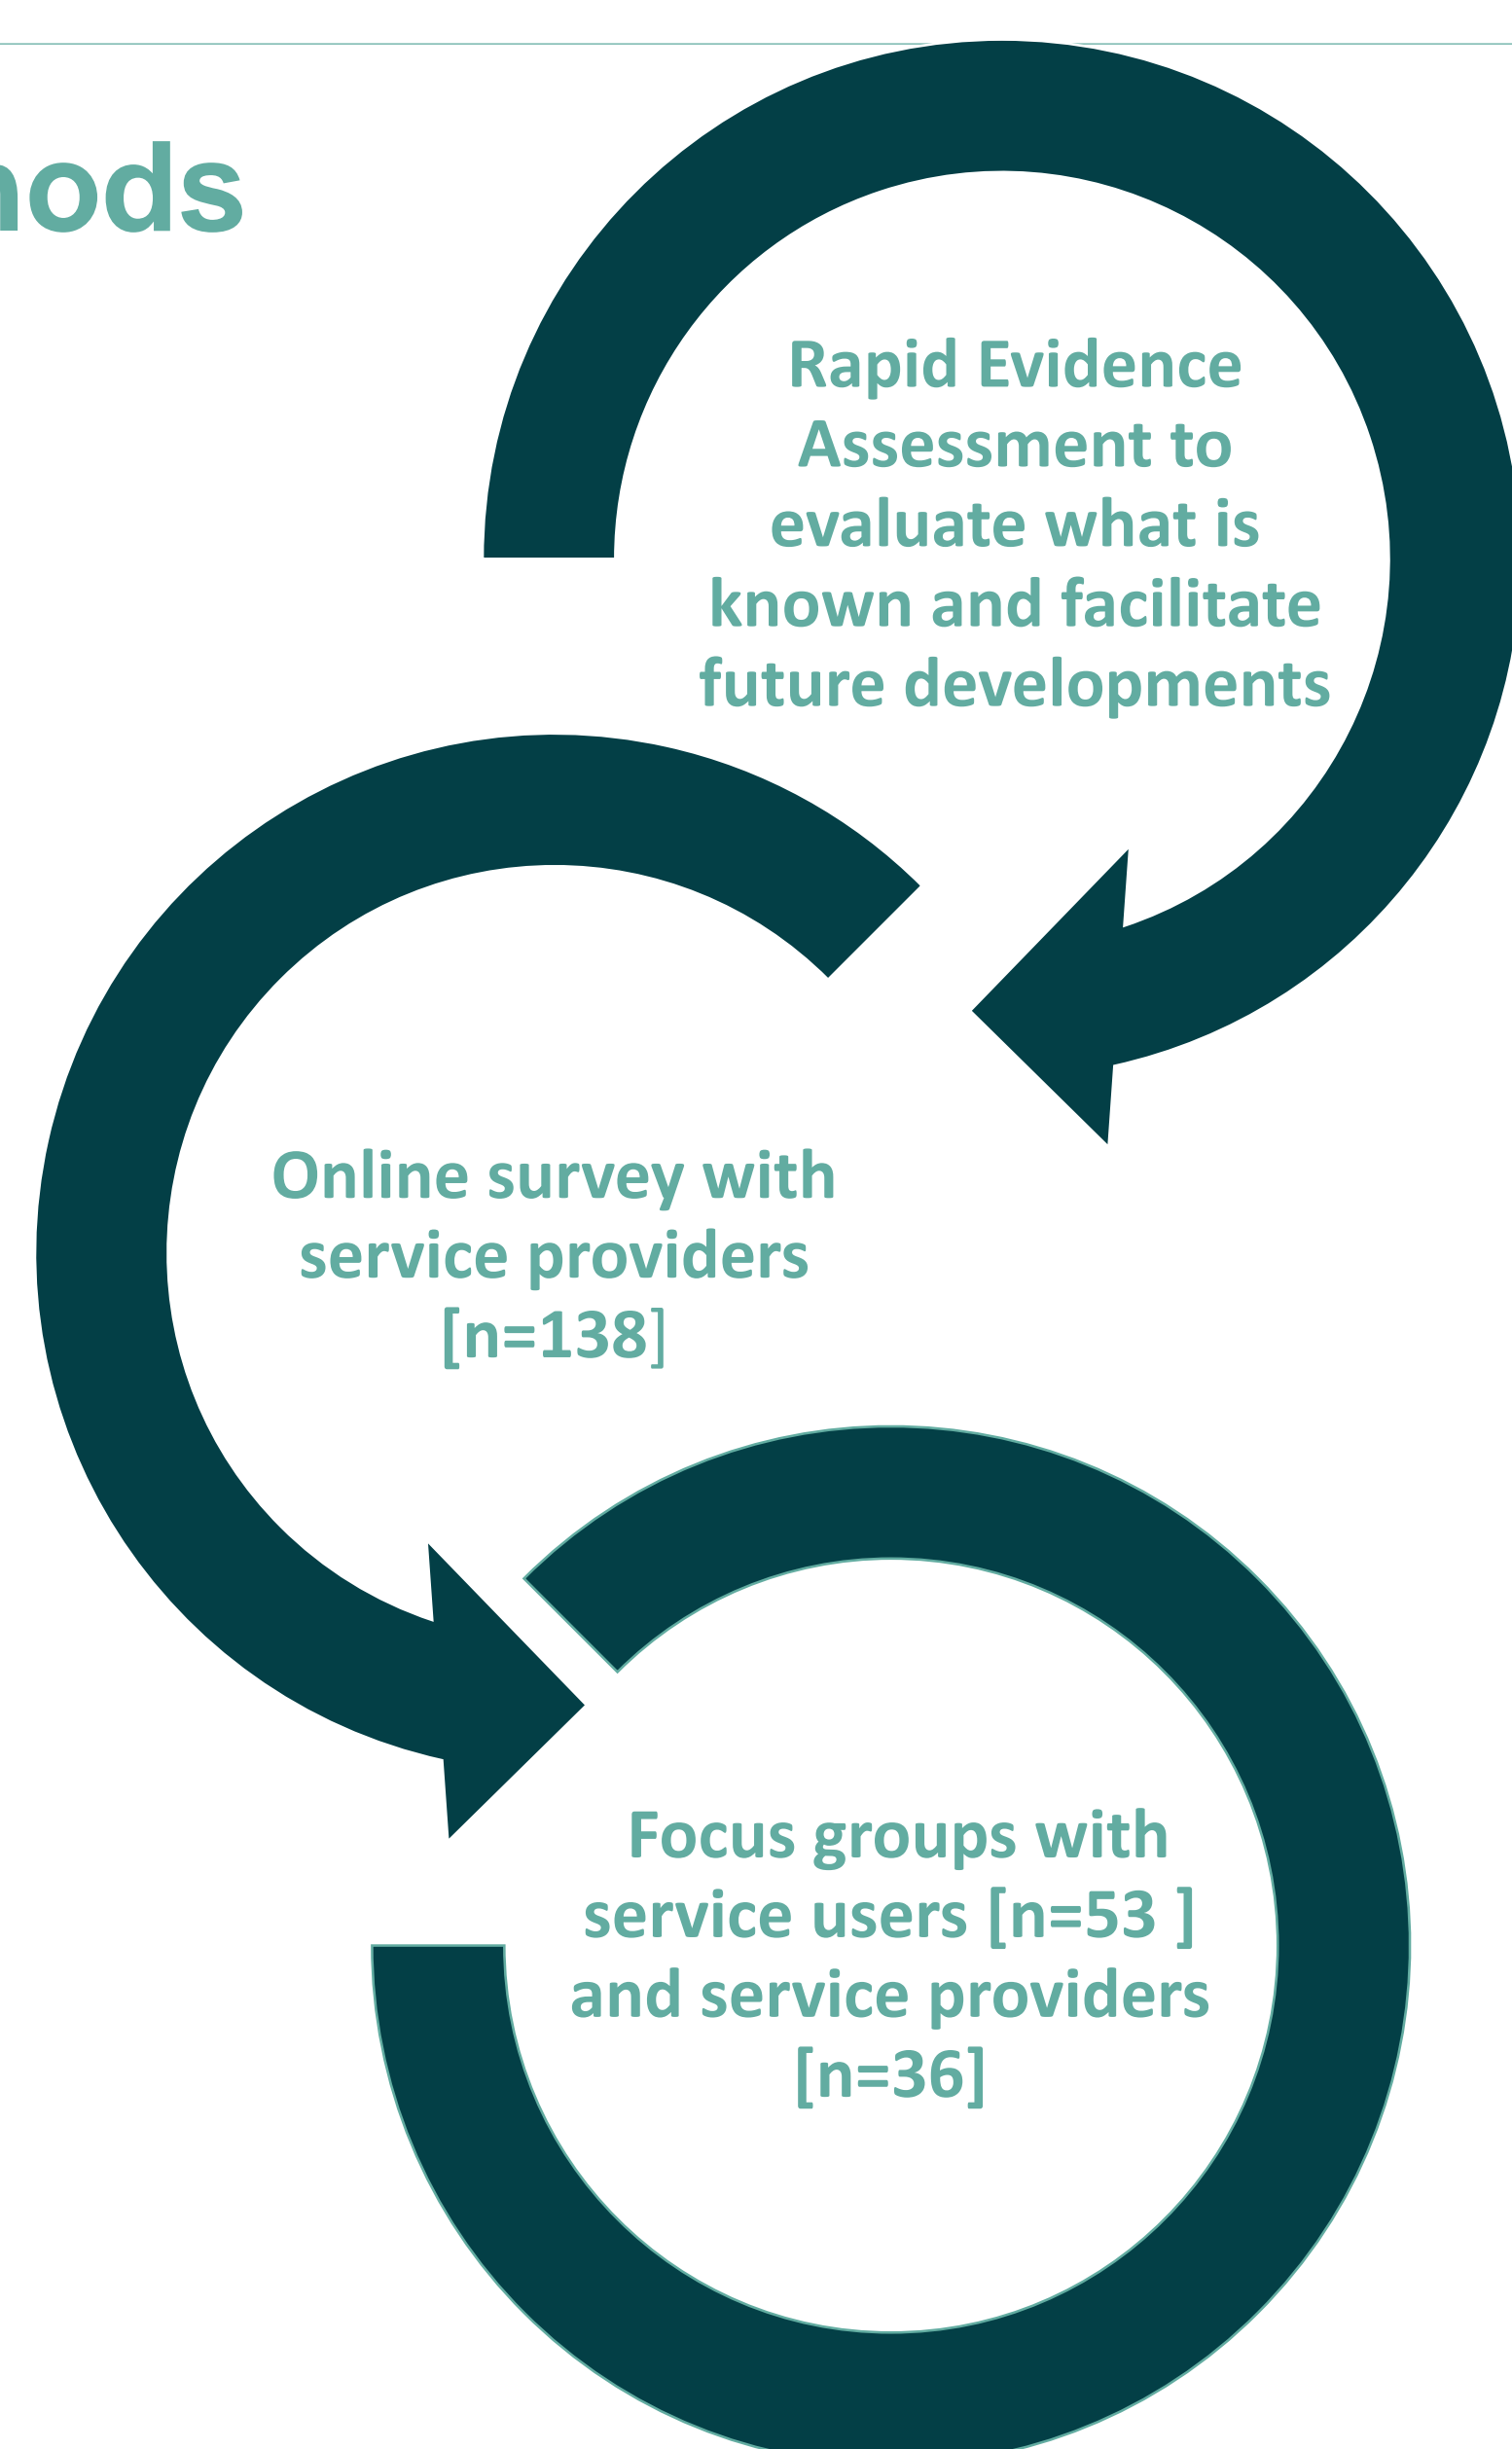 Rapid Evidence
Assessment to
evaluate what is
known and facilitate
future developments
Online survey with
service providers
[n=138]
Focus groups with
service users [n=53 ]
and service providers
[n=36]